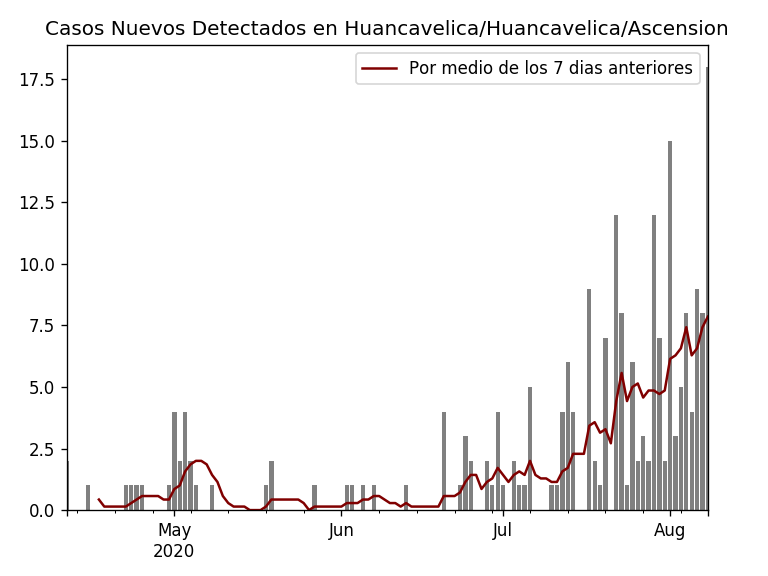 Casos Nuevos Detectados en Huancavelica/Huancavelica/Ascension
Por medio de los 7 dias anteriores
17.5
15.0
12.5
10.0
7.5
5.0
2.5
0.0
May
2020
Jun
Jul
Aug